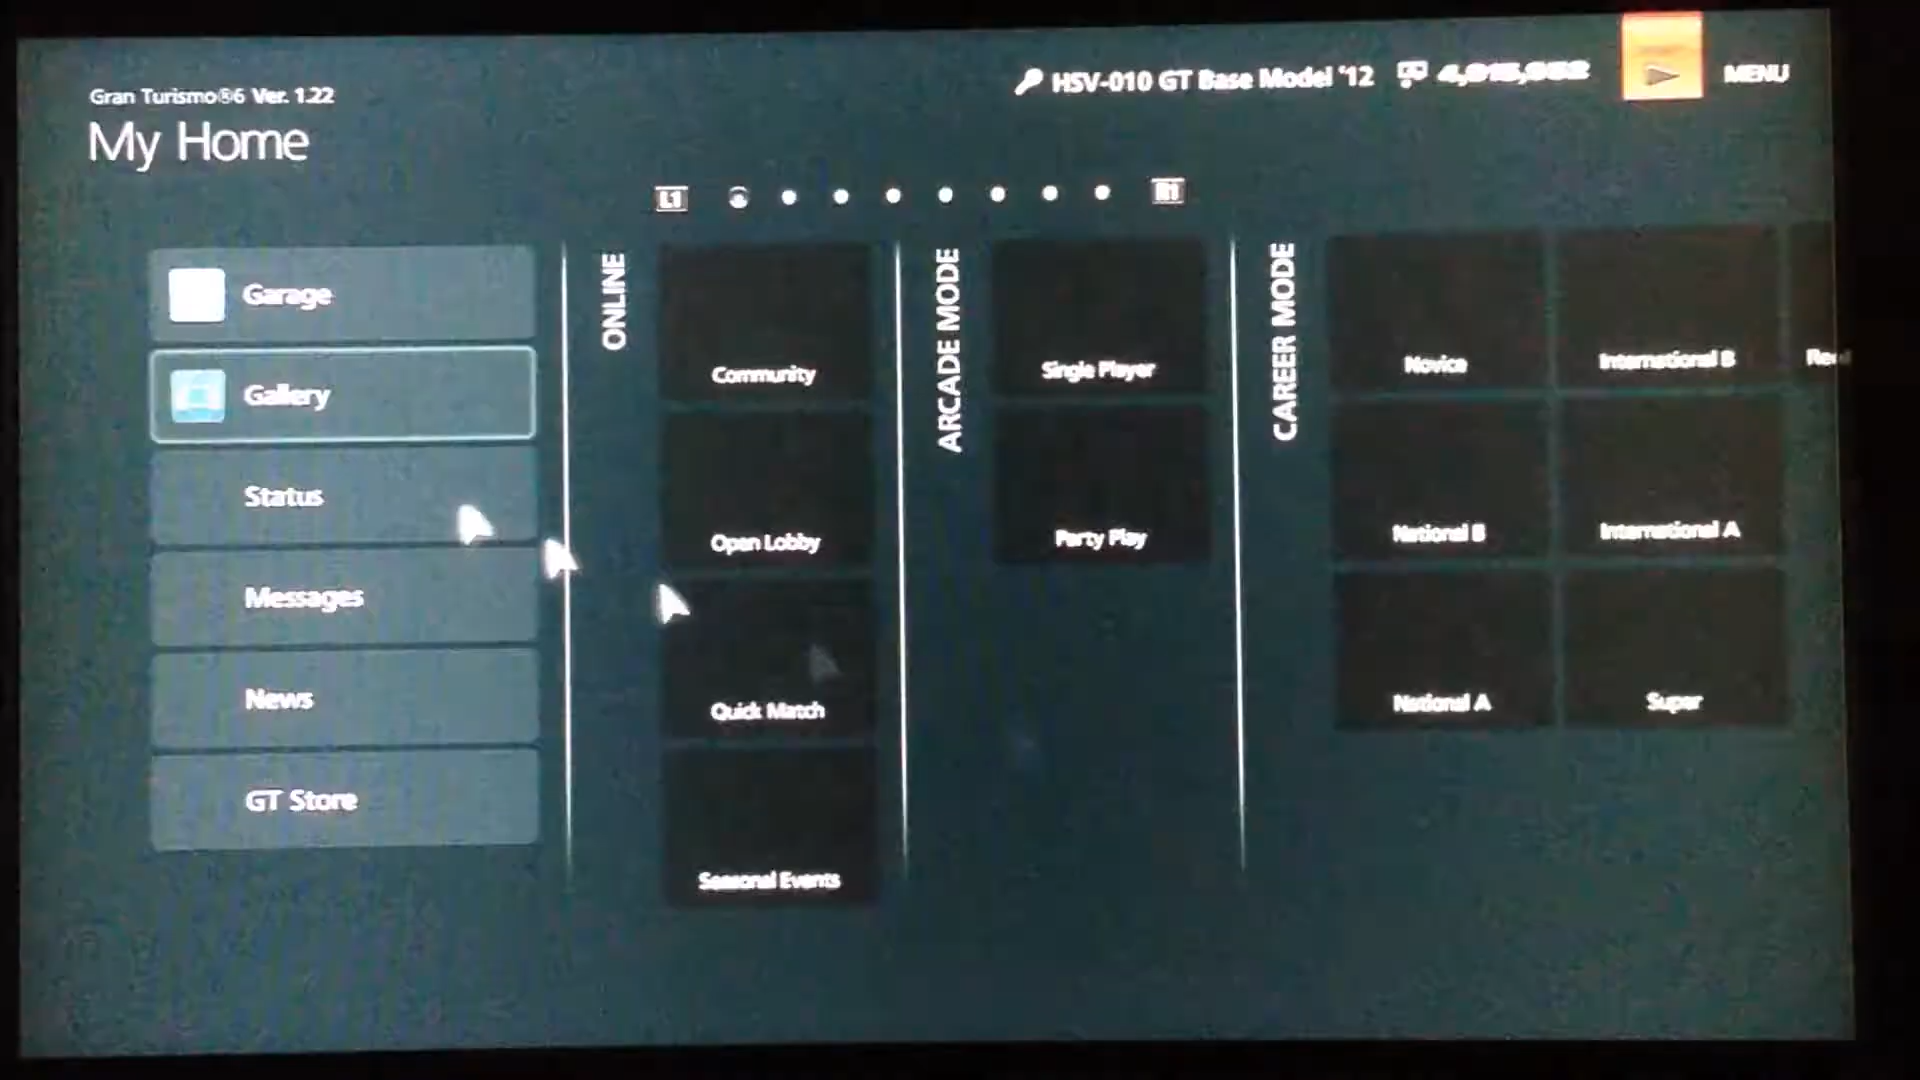 Gran Turismo®6 Ver. 1.22
My Home
HSV-010 GT Base Model '12
MENU
L1
R1
Garage
Gallery
Status
Messages
News
GT Store
ONLINE
Community
Open Lobby
Quick Match
Seasonal Events
ARCADE MODE
Single Player
Party Play
CAREER MODE
Novice
International B
National B
International A
National A
Super